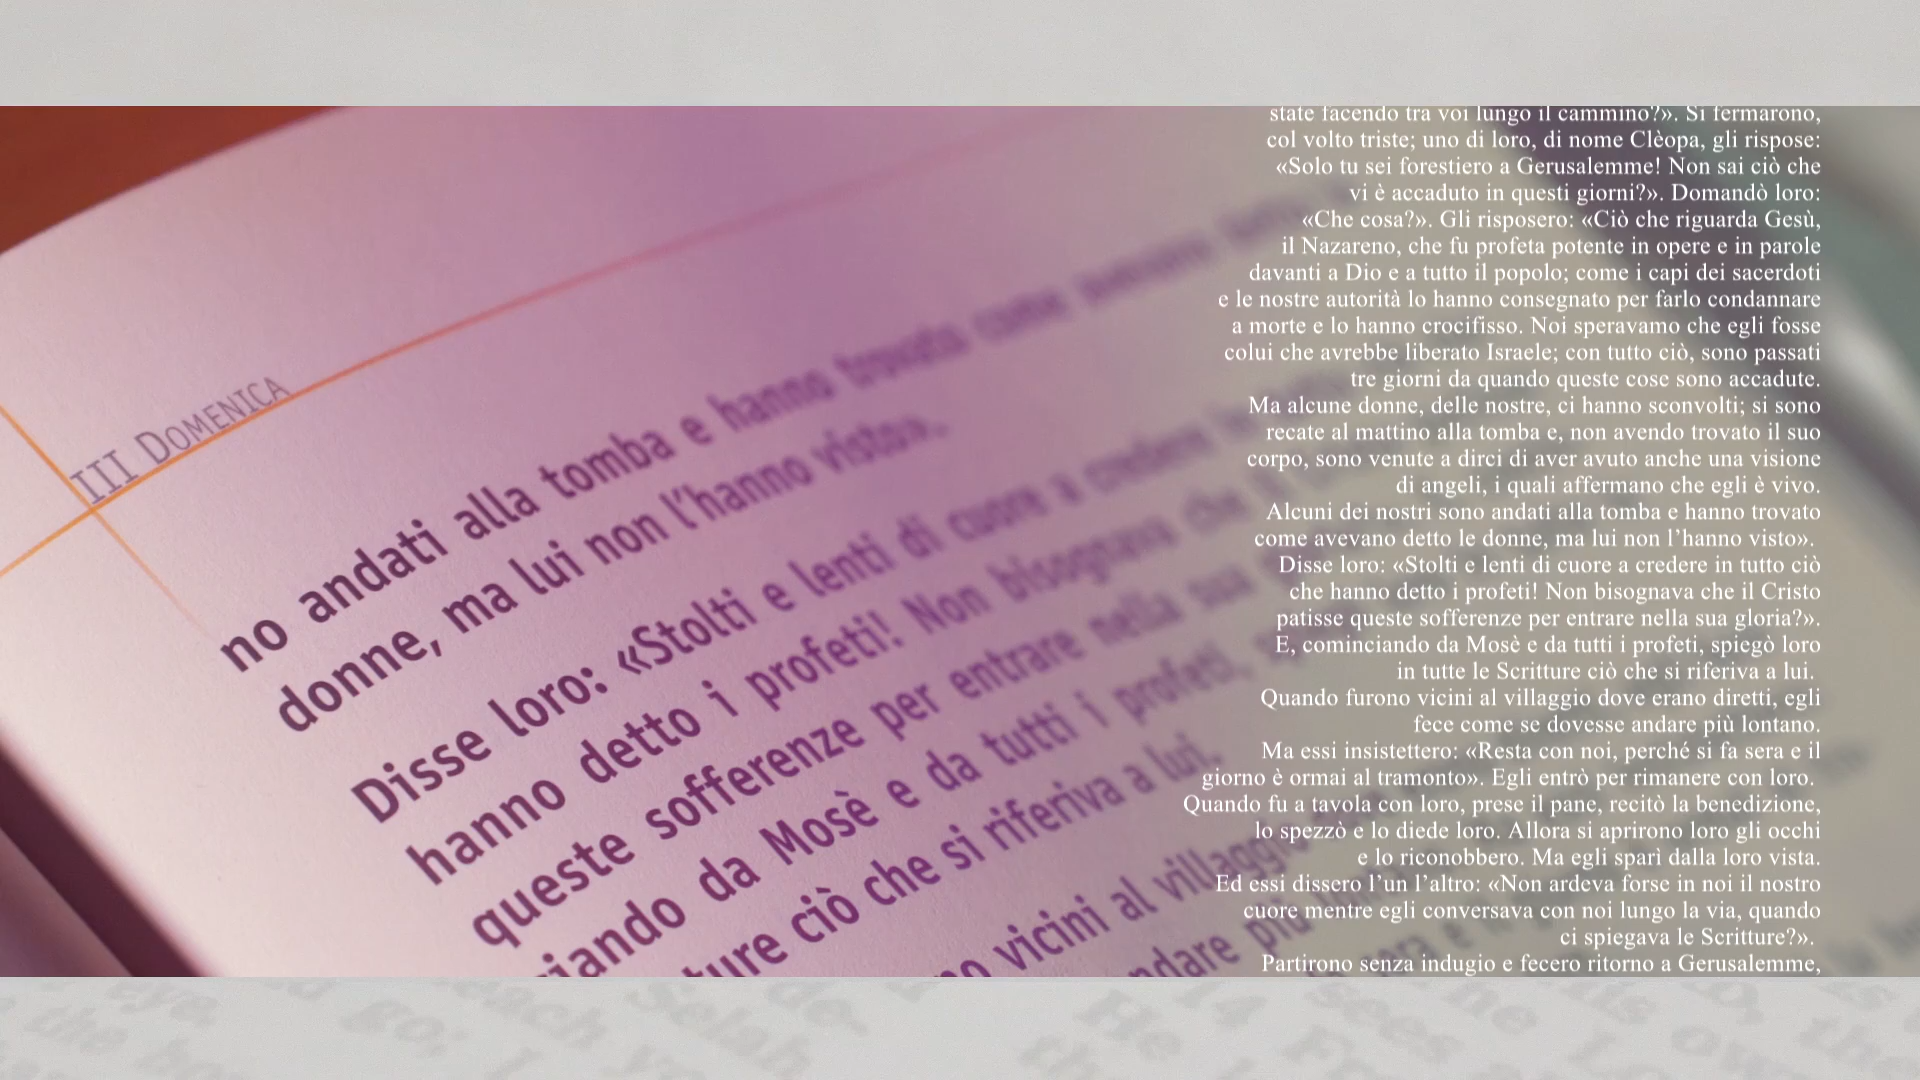 III DOMENICA
no andati alla tomba e hanno trovato come
donne, ma lui non l'hanno visto».
Disse loro: «Stolti e lenti di cuore a credere
hanno detto i profeti! Non bisognava che il
queste sofferenze per entrare nella sua
iando da Mosè e da tutti i profeti,
ture ciò che si riferiva a lui.
no vicini al villaggio
ndare più
state facendo tra voi lungo il cammino?». Si fermarono,
col volto triste; uno di loro, di nome Clèopa, gli rispose:
«Solo tu sei forestiero a Gerusalemme! Non sai ciò che
vi è accaduto in questi giorni?». Domandò loro:
«Che cosa?». Gli risposero: «Ciò che riguarda Gesù,
il Nazareno, che fu profeta potente in opere e in parole
davanti a Dio e a tutto il popolo; come i capi dei sacerdoti
e le nostre autorità lo hanno consegnato per farlo condannare
a morte e lo hanno crocifisso. Noi speravamo che egli fosse
colui che avrebbe liberato Israele; con tutto ciò, sono passati
tre giorni da quando queste cose sono accadute.
Ma alcune donne, delle nostre, ci hanno sconvolti; si sono
recate al mattino alla tomba e, non avendo trovato il suo
corpo, sono venute a dirci di aver avuto anche una visione
di angeli, i quali affermano che egli è vivo.
Alcuni dei nostri sono andati alla tomba e hanno trovato
come avevano detto le donne, ma lui non l'hanno visto».
Disse loro: «Stolti e lenti di cuore a credere in tutto ciò
che hanno detto i profeti! Non bisognava che il Cristo
patisse queste sofferenze per entrare nella sua gloria?».
E, cominciando da Mosè e da tutti i profeti, spiegò loro
in tutte le Scritture ciò che si riferiva a lui.
Quando furono vicini al villaggio dove erano diretti, egli
fece come se dovesse andare più lontano.
Ma essi insistettero: «Resta con noi, perché si fa sera e il
giorno è ormai al tramonto». Egli entrò per rimanere con loro.
Quando fu a tavola con loro, prese il pane, recitò la benedizione,
lo spezzò e lo diede loro. Allora si aprirono loro gli occhi
e lo riconobbero. Ma egli sparì dalla loro vista.
Ed essi dissero l'un l'altro: «Non ardeva forse in noi il nostro
cuore mentre egli conversava con noi lungo la via, quando
ci spiegava le Scritture?».
Partirono senza indugio e fecero ritorno a Gerusalemme,